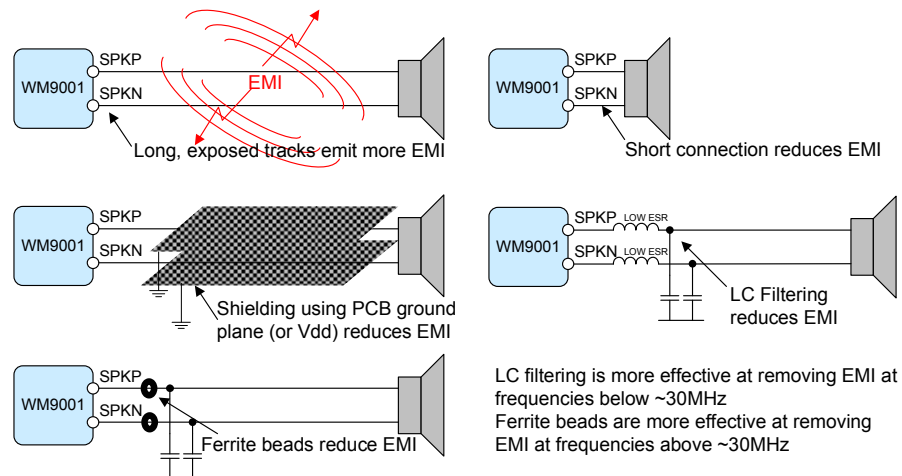 SPKP
WM9001
SPKN
EMI
Long, exposed tracks emit more EMI
SPKP
WM9001
SPKN
Short connection reduces EMI
SPKP
WM9001
SPKN
Shielding using PCB ground
plane (or Vdd) reduces EMI
SPKP
LOW ESR
WM9001
SPKN
LOW ESR
LC Filtering
reduces EMI
SPKP
WM9001
SPKN
Ferrite beads reduce EMI
LC filtering is more effective at removing EMI at
frequencies below ~30MHz
Ferrite beads are more effective at removing
EMI at frequencies above ~30MHz